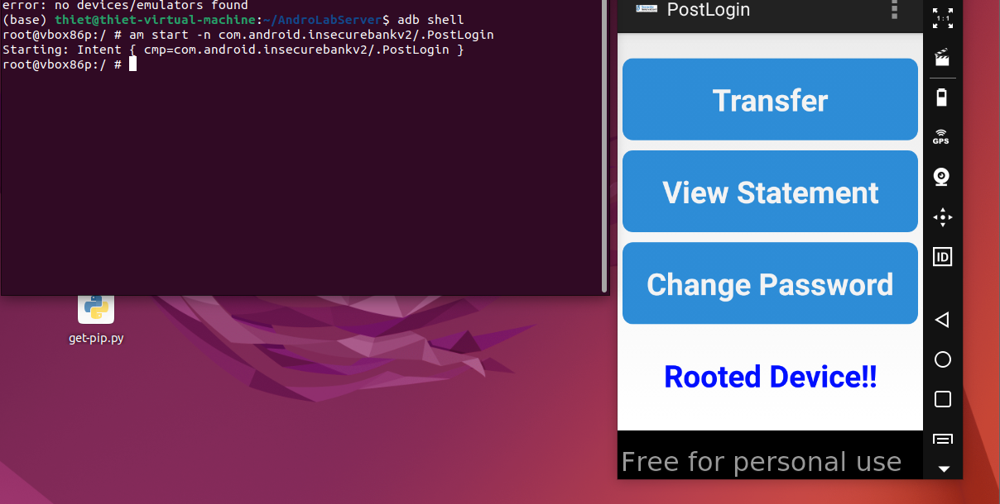 error: no devices/emulators found
(base) thiet@thiet-virtual-machine:~/AndroLabServer$ adb shell
root@vbox86p:/ # am start -n com.android.insecurebankv2/.PostLogin
Starting: Intent { cmp=com.android.insecurebankv2/.PostLogin }
root@vbox86p:/ #
get-pip.py
PostLogin
Transfer
View Statement
Change Password
Rooted Device!!
Free for personal use
1:1
GPS
ID